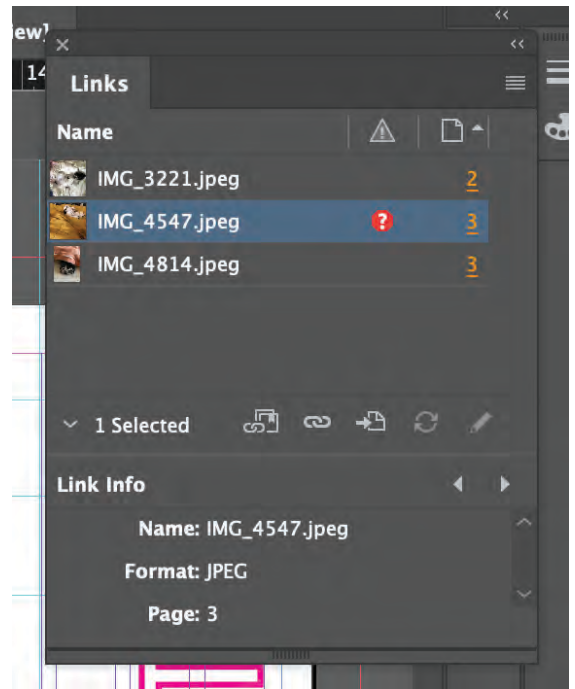 iew]
14
Links
Name
IMG_3221.jpeg 2
IMG_4547.jpeg ? 3
IMG_4814.jpeg 3
1 Selected
Link Info
Name: IMG_4547.jpeg
Format: JPEG
Page: 3